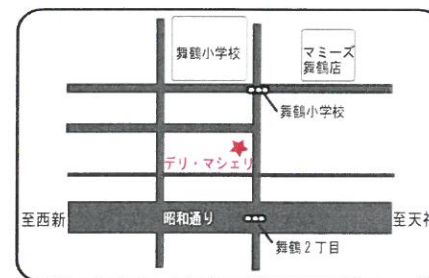 舞鶴小学校
マミーズ
舞鶴店
舞鶴小学校
デリ・マシェリ
至西新
昭和通り
至天神
舞鶴2丁目